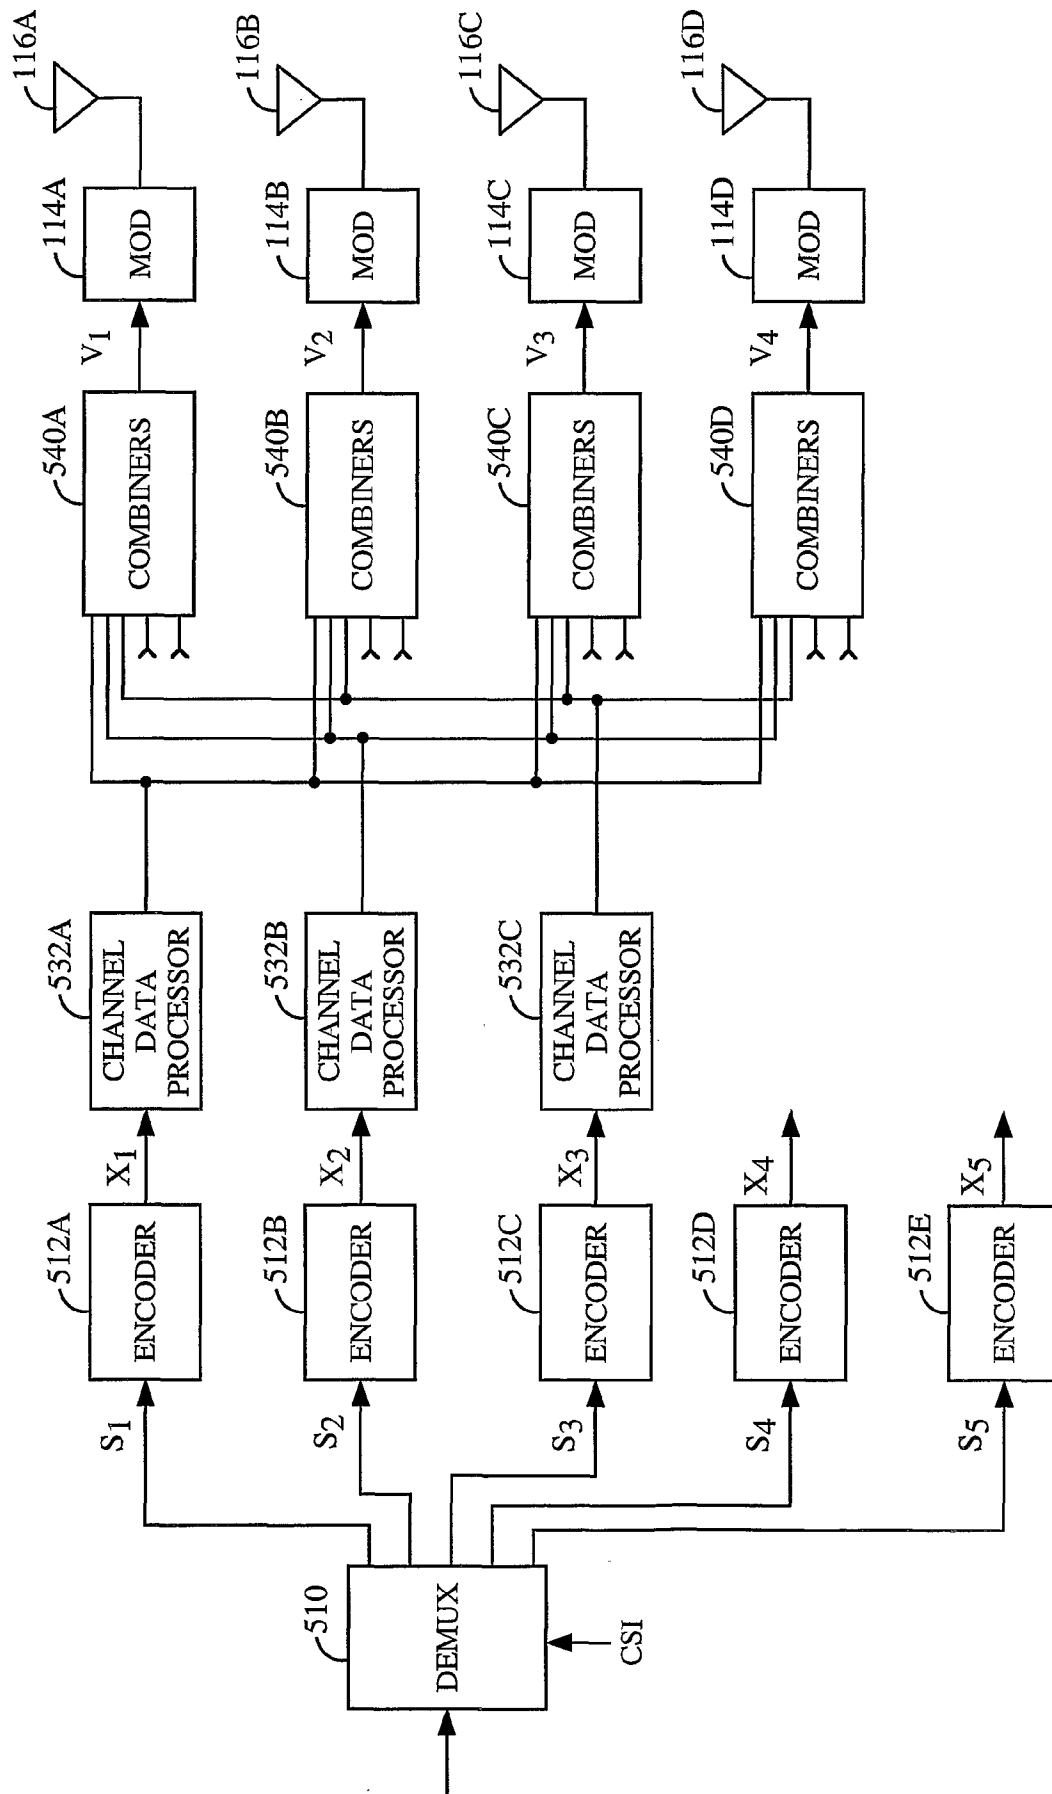 510
DEMUX
CSI
S1
512A
ENCODER
X1
532A
CHANNEL
DATA
PROCESSOR
540A
COMBINERS
V1
114A
MOD
116A
S2
512B
ENCODER
X2
532B
CHANNEL
DATA
PROCESSOR
540B
COMBINERS
V2
114B
MOD
116B
S3
512C
ENCODER
X3
532C
CHANNEL
DATA
PROCESSOR
540C
COMBINERS
V3
114C
MOD
116C
S4
512D
ENCODER
X4
540D
COMBINERS
V4
114D
MOD
116D
S5
512E
ENCODER
X5